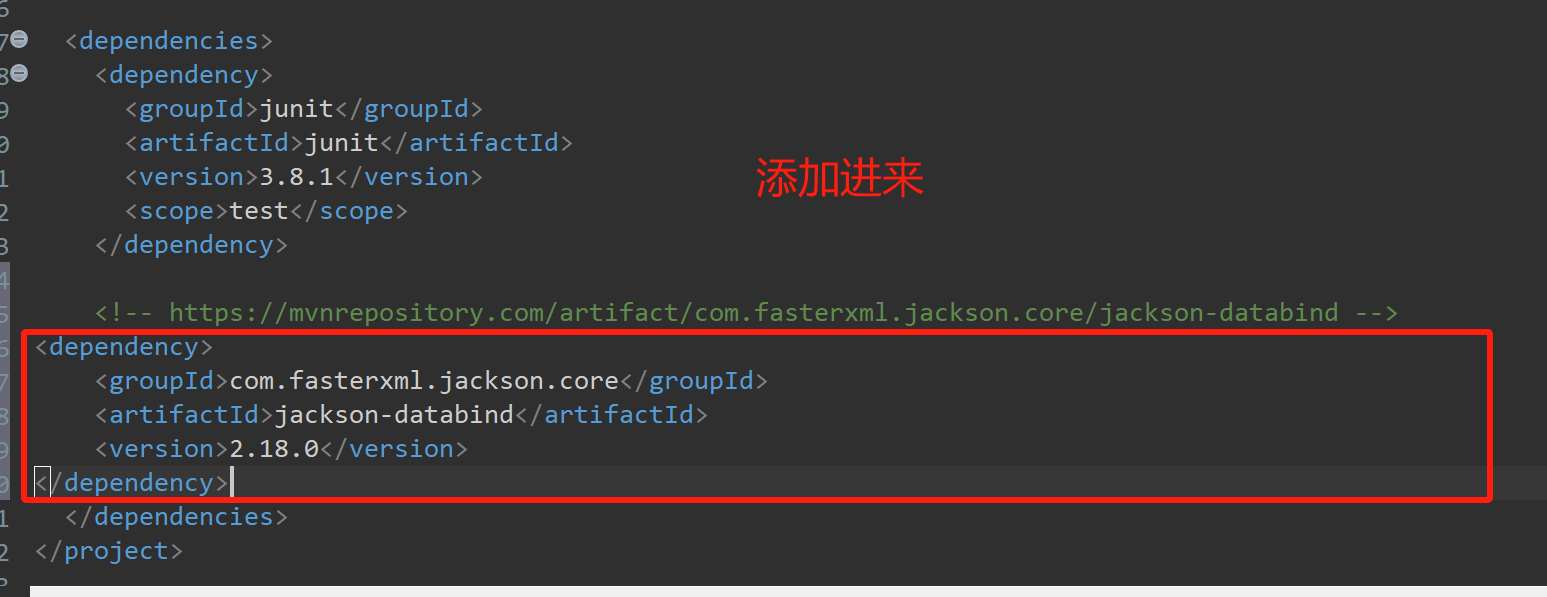 6
7 <dependencies>
8 <dependency>
9 <groupId>junit</groupId>
0 <artifactId>junit</artifactId>
1 <version>3.8.1</version>
添加进来
2 <scope>test</scope>
3 </dependency>
4
5 <!-- https://mvnrepository.com/artifact/com.fasterxml.jackson.core/jackson-databind -->
6 <dependency>
7 <groupId>com.fasterxml.jackson.core</groupId>
8 <artifactId>jackson-databind</artifactId>
9 <version>2.18.0</version>
0 </dependency>
1 </dependencies>
2 </project>
3